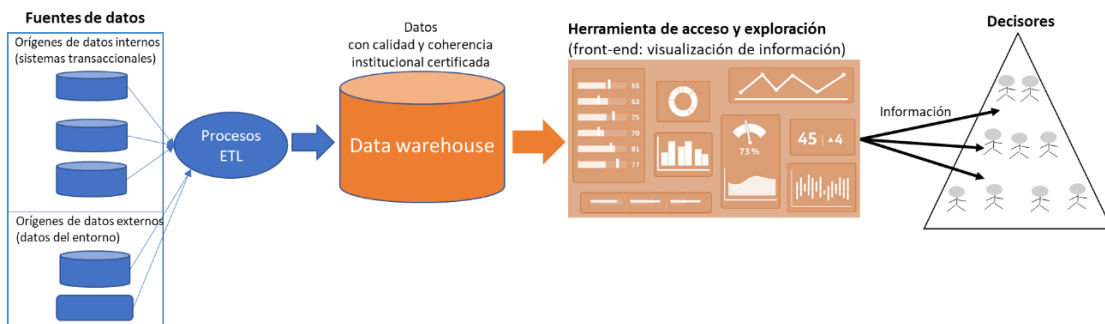 Fuentes de datos
Orígenes de datos internos
(sistemas transaccionales)
Orígenes de datos externos
(datos del entorno)
Procesos
ETL
Datos
con calidad y coherencia
institucional certificada
Data warehouse
Herramienta de acceso y exploración
(front-end: visualización de información)
55
63
75
70
81
77
73%
45 | ▲4
Información
Decisores